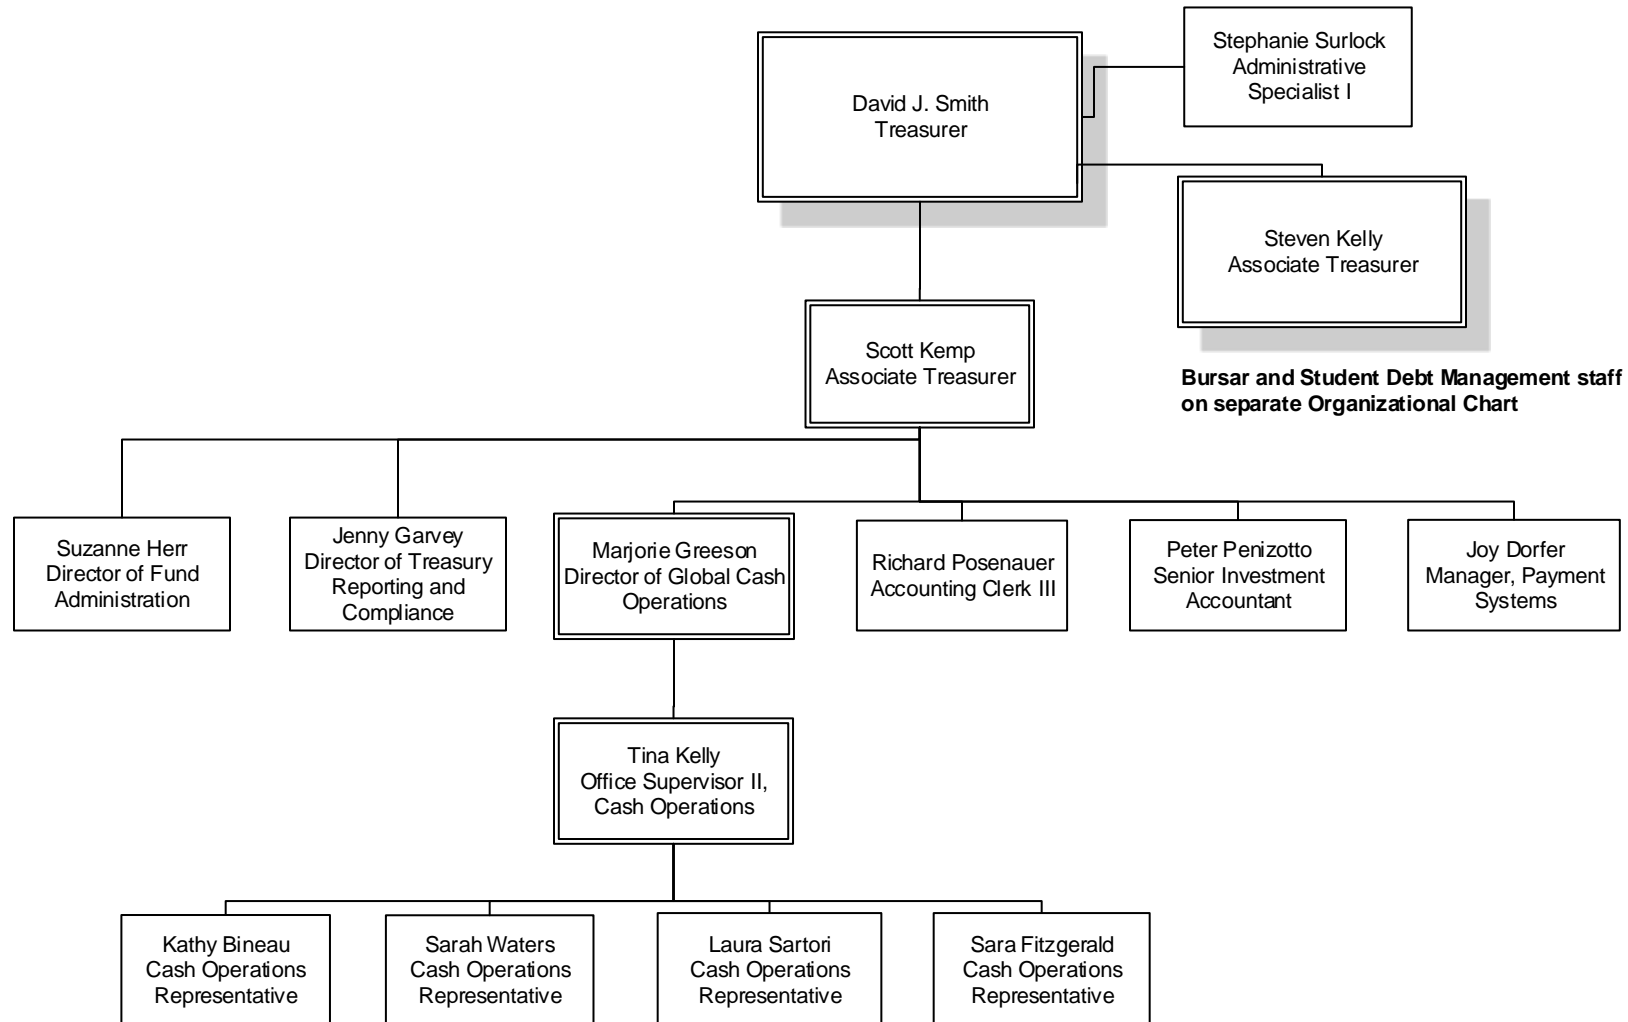 Stephanie Surlock
Administrative
Specialist I
David J. Smith
Treasurer
Steven Kelly
Associate Treasurer
Scott Kemp
Associate Treasurer
Bursar and Student Debt Management staff
on separate Organizational Chart
Suzanne Herr
Director of Fund
Administration
Jenny Garvey
Director of Treasury
Reporting and
Compliance
Marjorie Greeson
Director of Global Cash
Operations
Richard Posenauer
Accounting Clerk III
Peter Penizotto
Senior Investment
Accountant
Joy Dorfer
Manager, Payment
Systems
Tina Kelly
Office Supervisor II,
Cash Operations
Kathy Bineau
Cash Operations
Representative
Sarah Waters
Cash Operations
Representative
Laura Sartori
Cash Operations
Representative
Sara Fitzgerald
Cash Operations
Representative